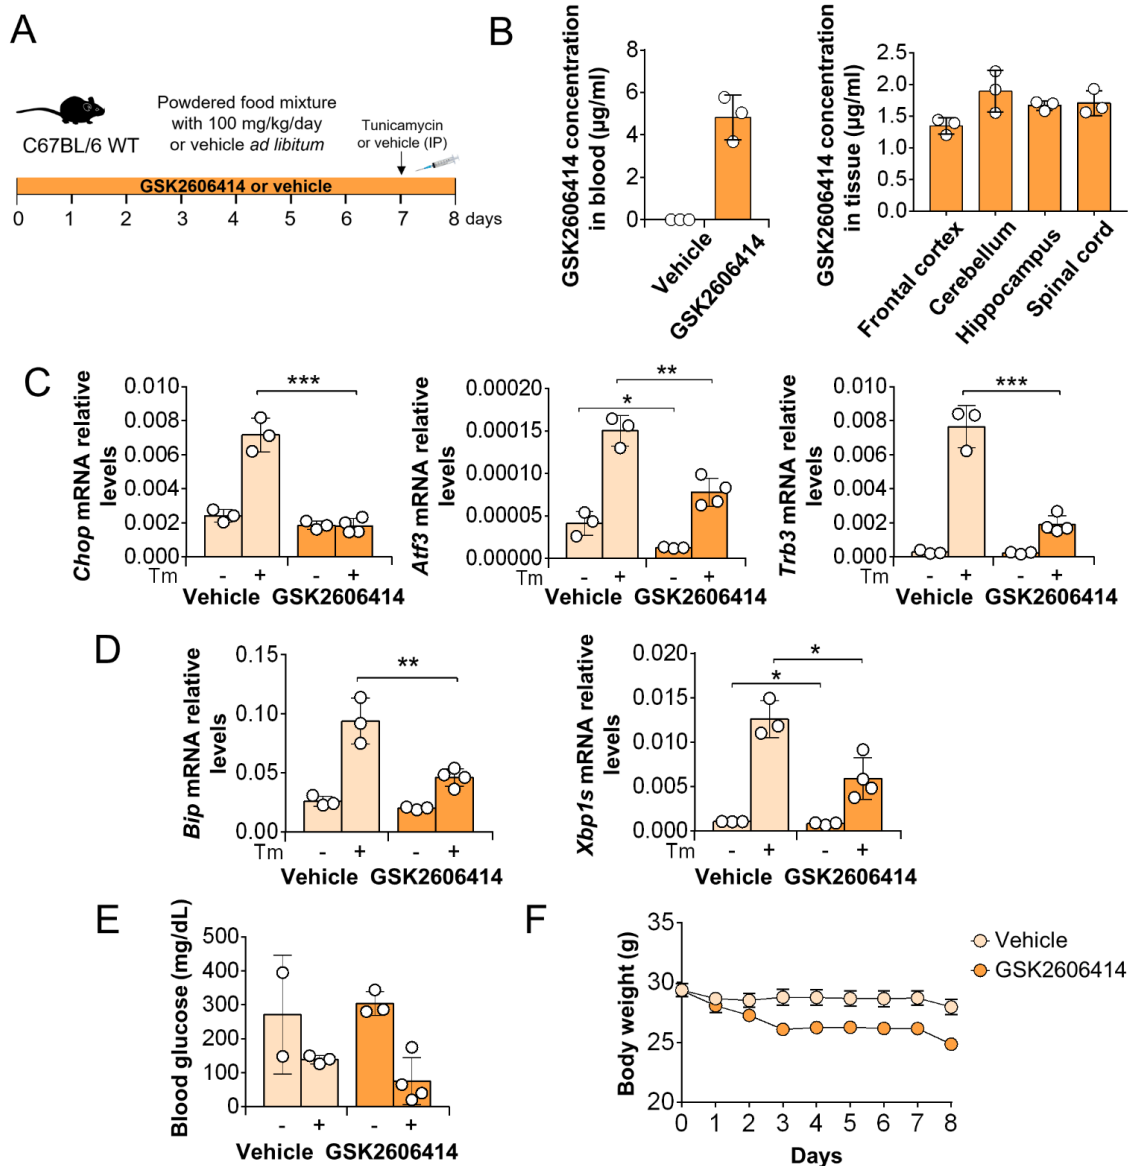 A
C67BL/6 WT
Powdered food mixture
with 100 mg/kg/day
or vehicle ad libitum
Tunicamycin
or vehicle (IP)
GSK2606414 or vehicle
0 1 2 3 4 5 6 7 8 days
B
GSK2606414 concentration
in blood (µg/ml)
8
6
4
2
0
Vehicle
GSK2606414
GSK2606414 concentration
in tissue (µg/ml)
2.5
2.0
1.5
1.0
0.5
0.0
Frontal cortex
Cerebellum
Hippocampus
Spinal cord
C
Chop mRNA relative
levels
0.010
0.008
0.006
0.004
0.002
0.000
***
Tm - + - +
Vehicle GSK2606414
Atf3 mRNA relative
levels
0.00020
0.00015
0.00010
0.00005
0.00000
**
*
Tm - + - +
Vehicle GSK2606414
Trb3 mRNA relative
levels
0.010
0.008
0.006
0.004
0.002
0.000
***
Tm - + - +
Vehicle GSK2606414
D
Bip mRNA relative
levels
0.15
0.10
0.05
0.00
**
Tm - + - +
Vehicle GSK2606414
Xbp1s mRNA relative
levels
0.020
0.015
0.010
0.005
0.000
*
*
Tm - + - +
Vehicle GSK2606414
E
Blood glucose (mg/dL)
500
400
300
200
100
0
- + - +
Vehicle GSK2606414
F
Body weight (g)
35
30
25
20
0 1 2 3 4 5 6 7 8
Days
Vehicle
GSK2606414